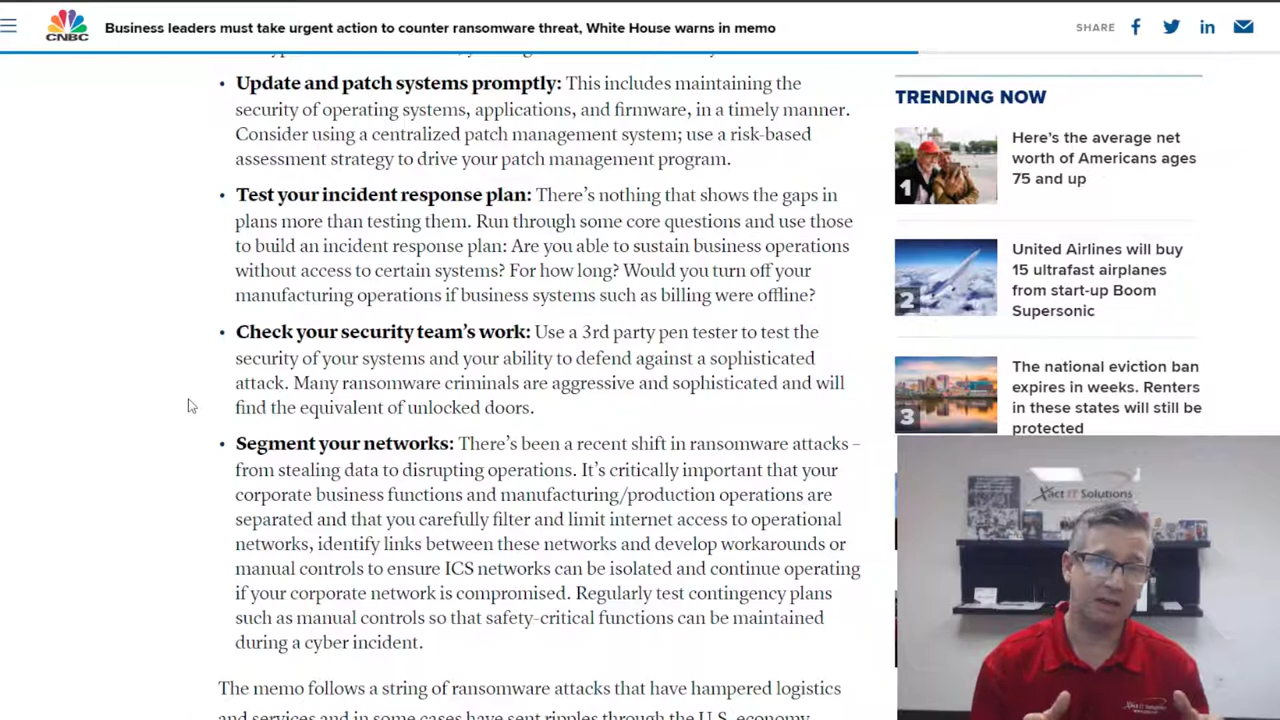 CNBC
Business leaders must take urgent action to counter ransomware threat, White House warns in memo
SHARE
• Update and patch systems promptly: This includes maintaining the
security of operating systems, applications, and firmware, in a timely manner.
Consider using a centralized patch management system; use a risk-based
assessment strategy to drive your patch management program.
• Test your incident response plan: There’s nothing that shows the gaps in
plans more than testing them. Run through some core questions and use those
to build an incident response plan: Are you able to sustain business operations
without access to certain systems? For how long? Would you turn off your
manufacturing operations if business systems such as billing were offline?
• Check your security team’s work: Use a 3rd party pen tester to test the
security of your systems and your ability to defend against a sophisticated
attack. Many ransomware criminals are aggressive and sophisticated and will
find the equivalent of unlocked doors.
• Segment your networks: There’s been a recent shift in ransomware attacks –
from stealing data to disrupting operations. It’s critically important that your
corporate business functions and manufacturing/production operations are
separated and that you carefully filter and limit internet access to operational
networks, identify links between these networks and develop workarounds or
manual controls to ensure ICS networks can be isolated and continue operating
if your corporate network is compromised. Regularly test contingency plans
such as manual controls so that safety-critical functions can be maintained
during a cyber incident.
The memo follows a string of ransomware attacks that have hampered logistics
and services and in some cases have sent ripples through the U.S. economy.
TRENDING NOW
1
Here’s the average net
worth of Americans ages
75 and up
2
United Airlines will buy
15 ultrafast airplanes
from start-up Boom
Supersonic
3
The national eviction ban
expires in weeks. Renters
in these states will still be
protected
Xact IT Solutions